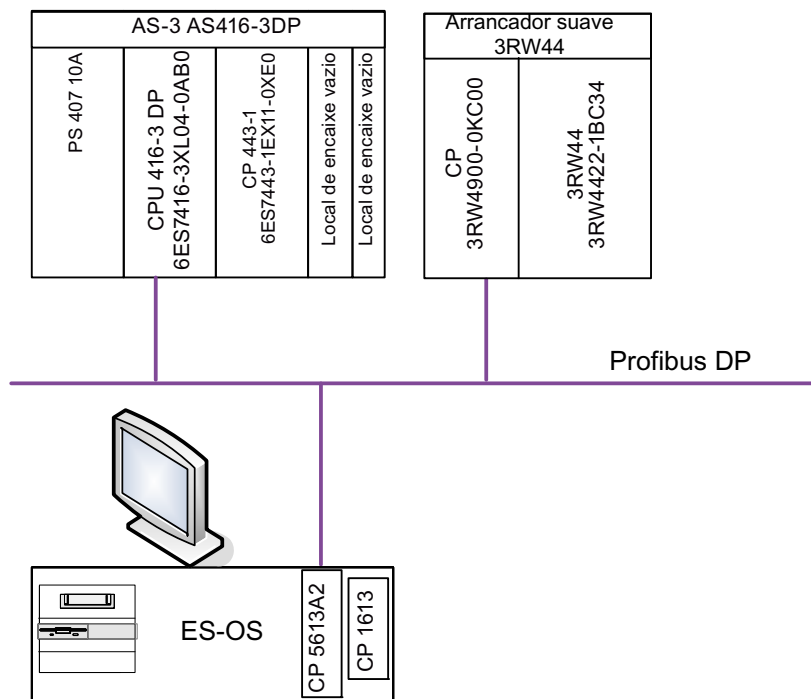 AS-3 AS416-3DP
PS 407 10A
CPU 416-3 DP
6ES7416-3XL04-0AB0
CP 443-1
6ES7443-1EX11-0XE0
Local de encaixe vazio
Local de encaixe vazio
Arrancador suave
3RW44
CP
3RW4900-0KC00
3RW44
3RW4422-1BC34
Profibus DP
ES-OS
CP 5613A2
CP 1613